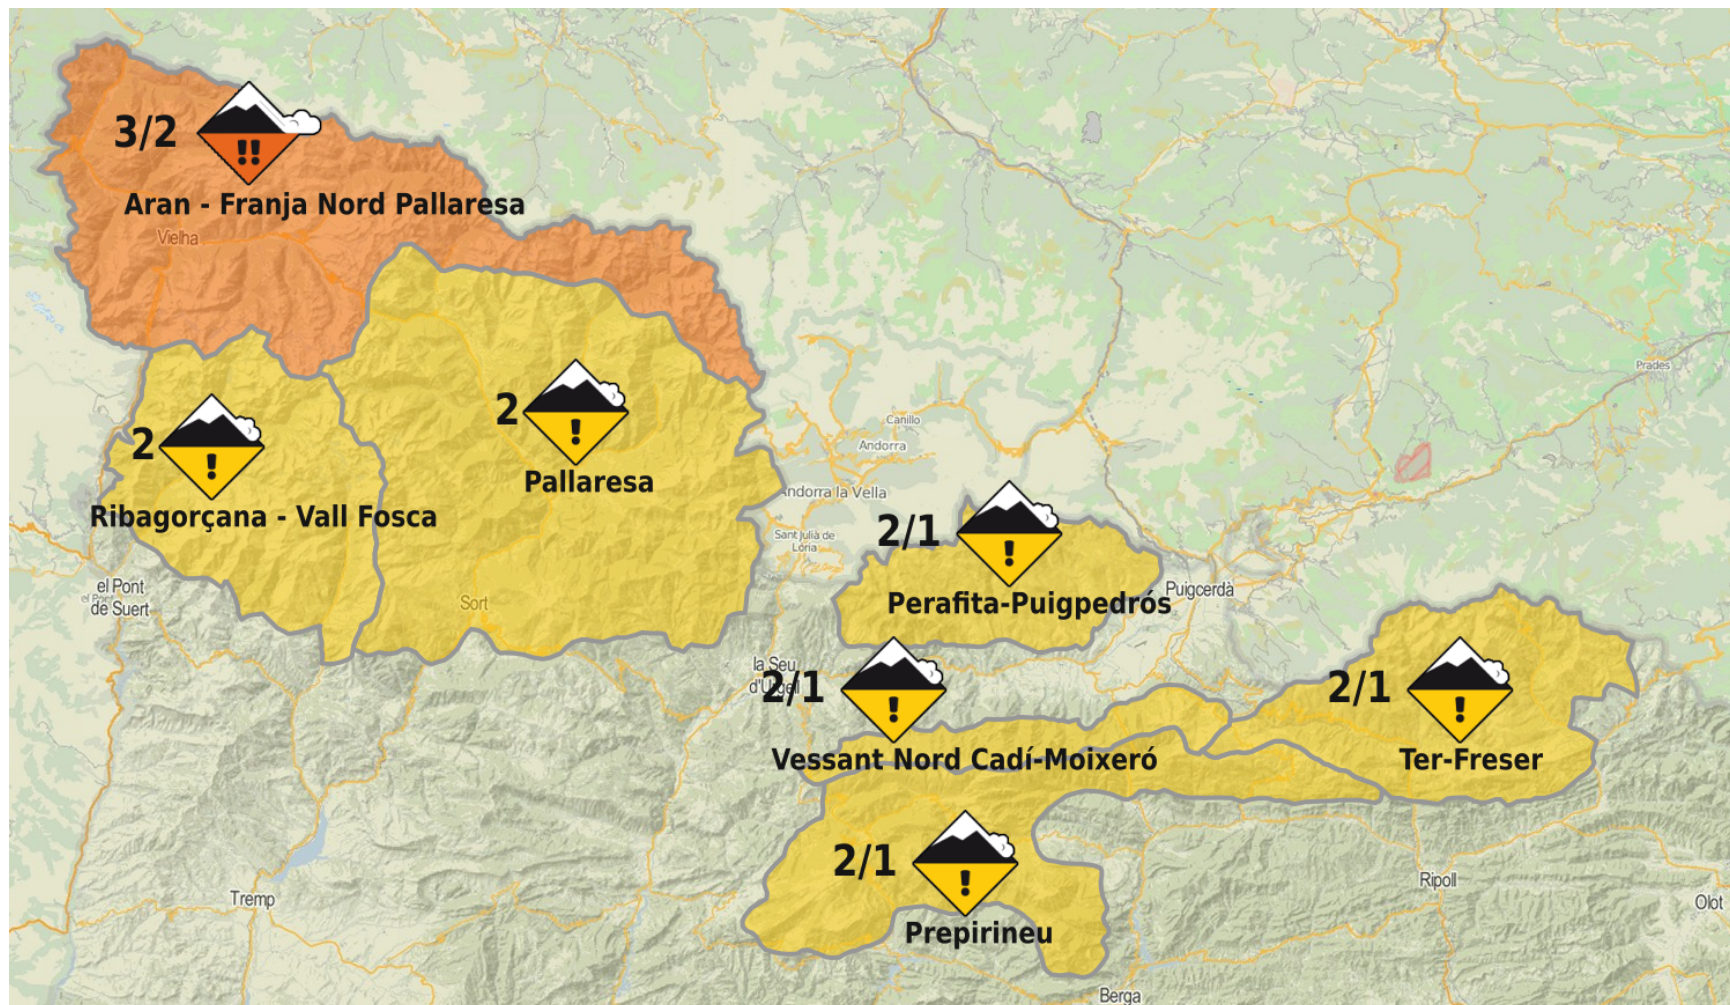 3/2
!!
Aran - Franja Nord Pallaresa
Vielha
2
!
Pallaresa
2
!
Ribagorçana - Vall Fosca
Prades
Canillo
Andorra
Andorra la Vella
Sant Julià de
Lòria
2/1
!
Perafita-Puigpedrós
Puigcerdà
el Pont
de Suert
Sort
la Seu
d'Urgell
2/1
!
Vessant Nord Cadí-Moixeró
2/1
!
Ter-Freser
2/1
!
Prepirineu
Tremp
Ripoll
Olot
Berga